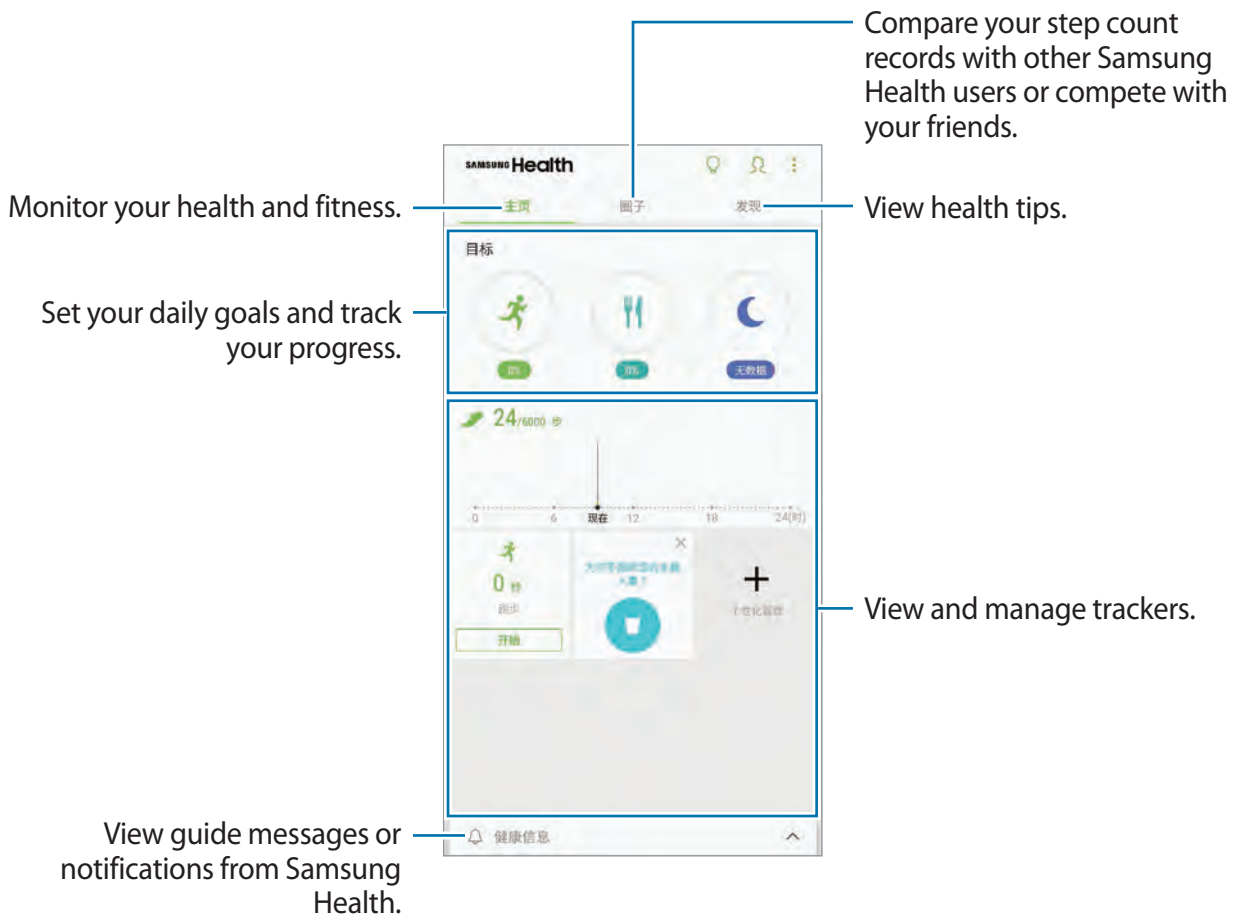 Compare your step count
records with other Samsung
Health users or compete with
your friends.
SAMSUNG Health
Monitor your health and fitness.
主页
圈子
发现
View health tips.
目标
Set your daily goals and track
your progress.
0%
0%
无数据
24/6000 步
0 6 现在 12 18 24(时)
0 秒
跑步
开始
View and manage trackers.
View guide messages or
notifications from Samsung
Health.
健康信息